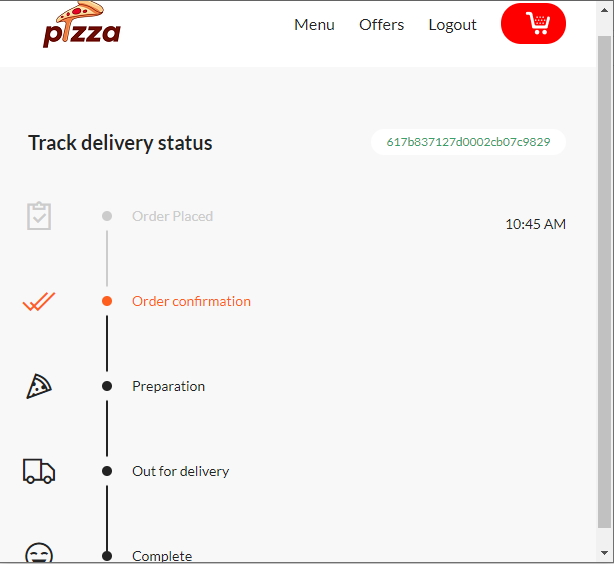 pizza
Menu Offers Logout
Track delivery status 617b837127d0002cb07c9829
Order Placed 10:45 AM
Order confirmation
Preparation
Out for delivery
Complete